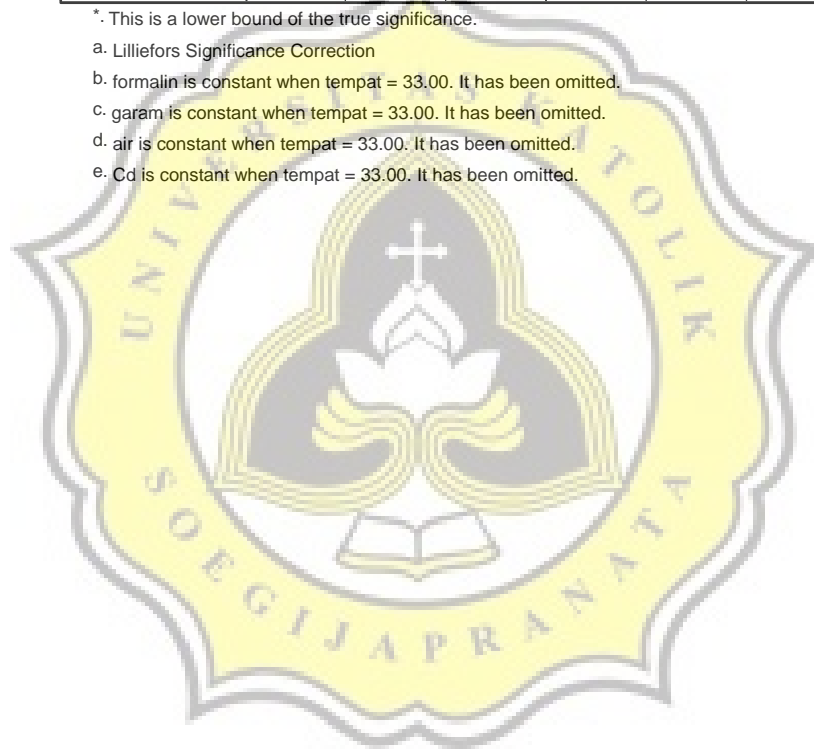 *. This is a lower bound of the true significance.
a. Lilliefors Significance Correction
b. formalin is constant when tempat = 33.00. It has been omitted.
c. garam is constant when tempat = 33.00. It has been omitted.
d. air is constant when tempat = 33.00. It has been omitted.
e. Cd is constant when tempat = 33.00. It has been omitted.
UNIVERSITAS KATOLIK
SOEGIJAPRANATA